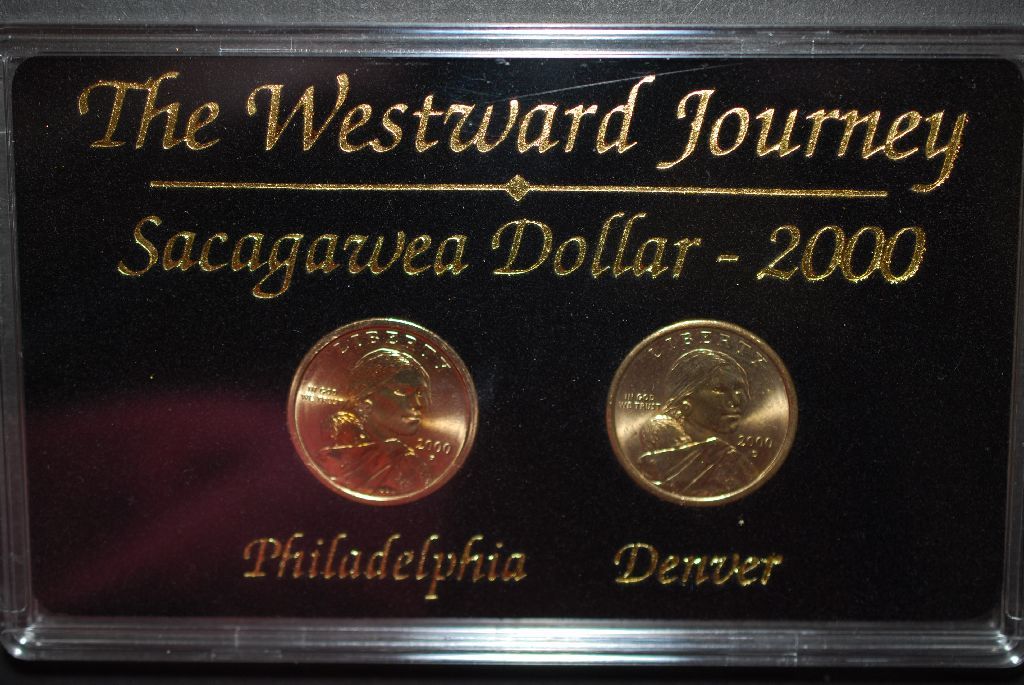 The Westward Journey
Sacagawea Dollar - 2000
LIBERTY
IN GOD
WE TRUST
2000
P
LIBERTY
IN GOD
WE TRUST
2000
D
Philadelphia
Denver